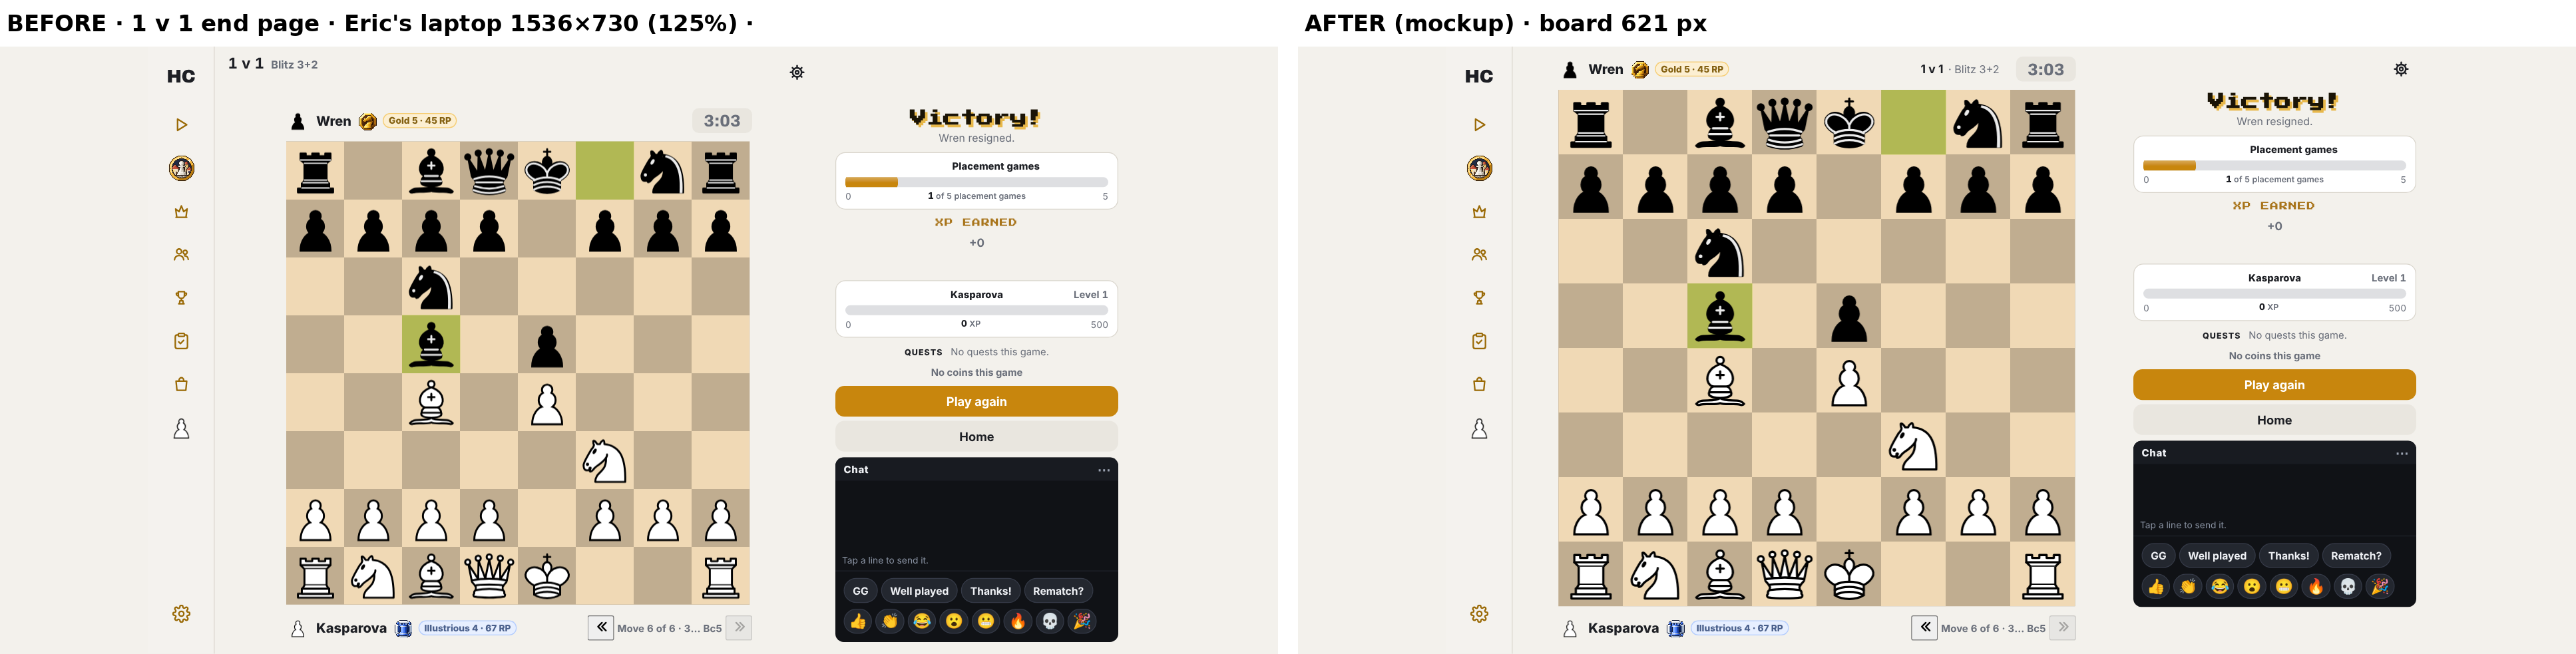 BEFORE · 1 v 1 end page · Eric's laptop 1536×730 (125%) ·
HC
1 v 1 Blitz 3+2
Wren Gold 5 · 45 RP 3:03
Victory!
Wren resigned.
Placement games
0 1 of 5 placement games 5
XP EARNED
+0
Kasparova Level 1
0 0 XP 500
QUESTS No quests this game.
No coins this game
Play again
Home
Chat ...
Tap a line to send it.
GG Well played Thanks! Rematch?
Kasparova Illustrious 4 · 67 RP Move 6 of 6 · 3... Bc5
AFTER (mockup) · board 621 px
HC
Wren Gold 5 · 45 RP 1 v 1 · Blitz 3+2 3:03
Victory!
Wren resigned.
Placement games
0 1 of 5 placement games 5
XP EARNED
+0
Kasparova Level 1
0 0 XP 500
QUESTS No quests this game.
No coins this game
Play again
Home
Chat ...
Tap a line to send it.
GG Well played Thanks! Rematch?
Kasparova Illustrious 4 · 67 RP Move 6 of 6 · 3... Bc5